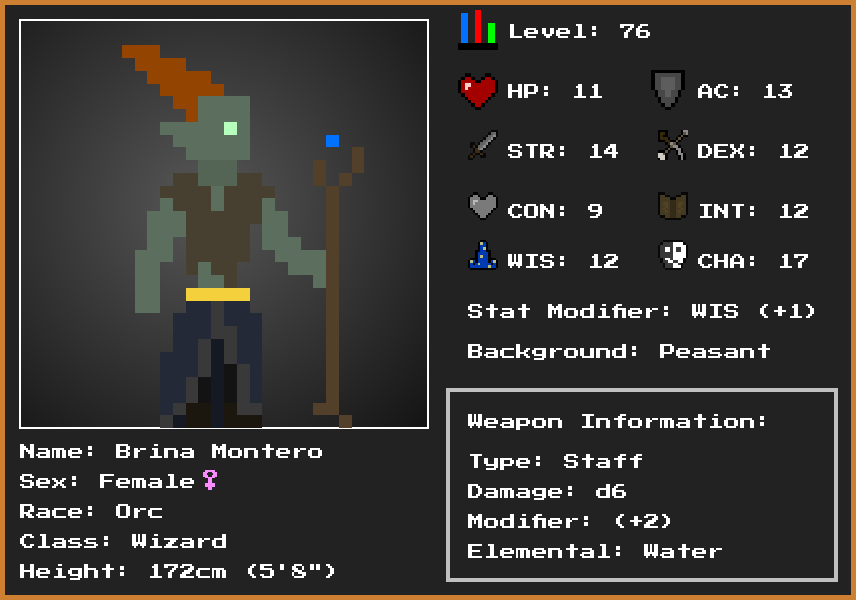 Level: 76
HP: 11
AC: 13
STR: 14
DEX: 12
CON: 9
INT: 12
WIS: 12
CHA: 17
Stat Modifier: WIS (+1)
Background: Peasant
Weapon Information:
Type: Staff
Damage: d6
Modifier: (+2)
Elemental: Water
Name: Brina Montero
Sex: Female♀
Race: Orc
Class: Wizard
Height: 172cm (5'8")